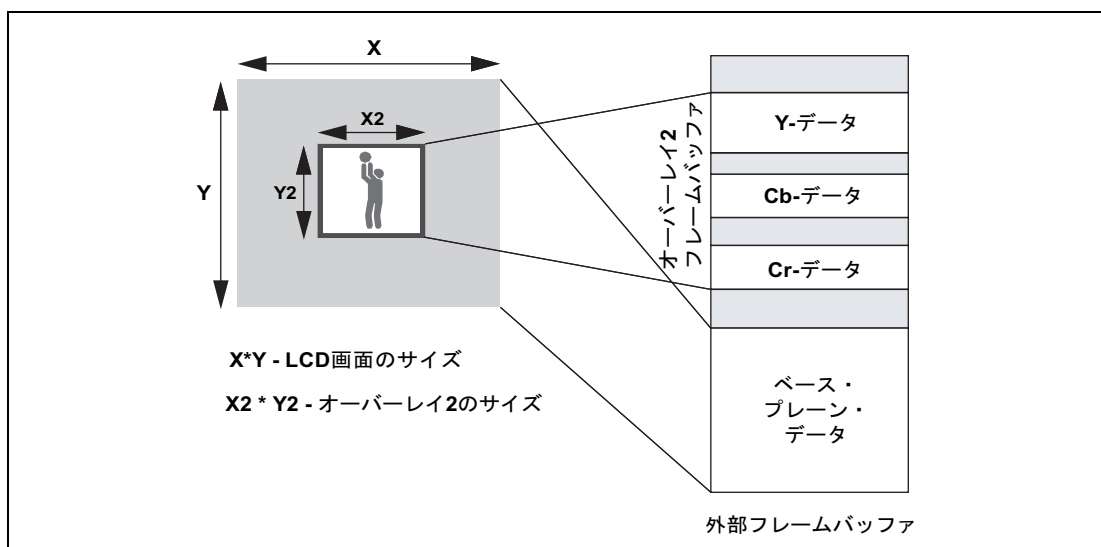 X
Y
X2
Y2
X*Y - LCD画面のサイズ
X2 * Y2 - オーバーレイ2のサイズ
オーバーレイ2
フレームバッファ
Y-データ
Cb-データ
Cr-データ
ベース・
プレーン・
データ
外部フレームバッファ